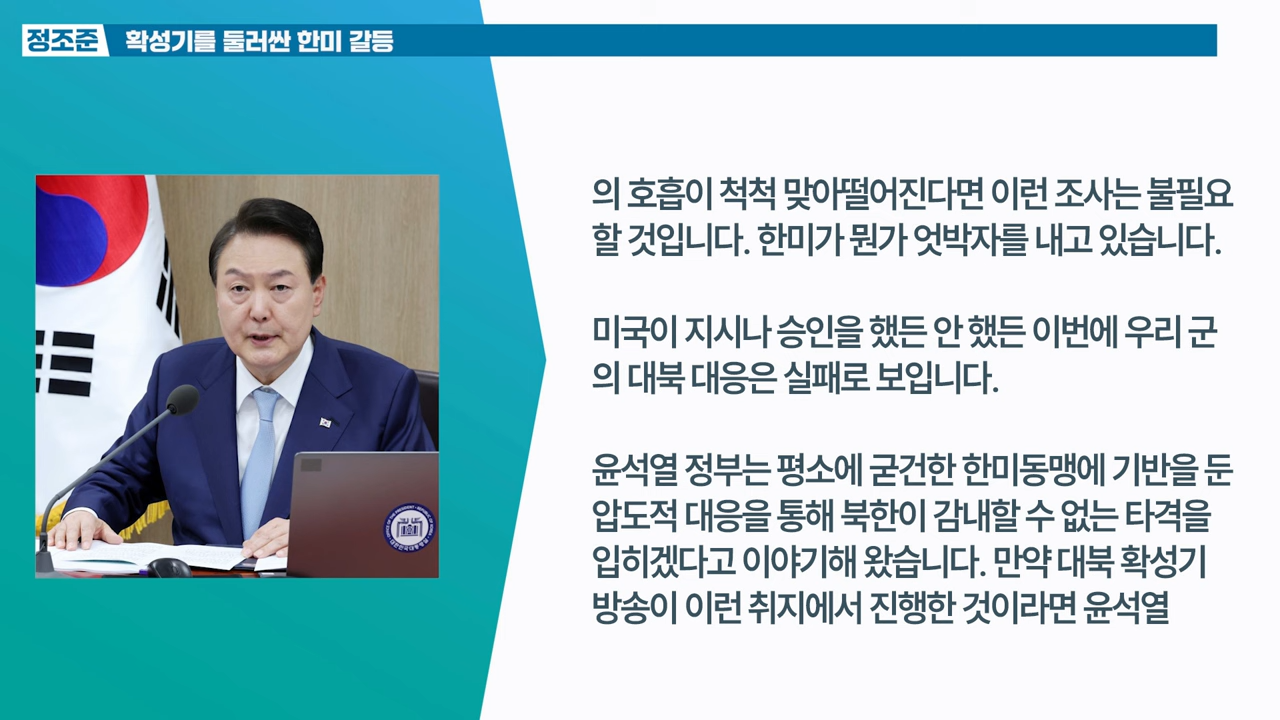 정조준 확성기를 둘러싼 한미 갈등
의 호흡이 척척 맞아떨어진다면 이런 조사는 불필요
할 것입니다. 한미가 뭔가 엇박자를 내고 있습니다.
미국이 지시나 승인을 했든 안 했든 이번에 우리 군
의 대북 대응은 실패로 보입니다.
윤석열 정부는 평소에 굳건한 한미동맹에 기반을 둔
압도적 대응을 통해 북한이 감내할 수 없는 타격을
입히겠다고 이야기해 왔습니다. 만약 대북 확성기
방송이 이런 취지에서 진행한 것이라면 윤석열